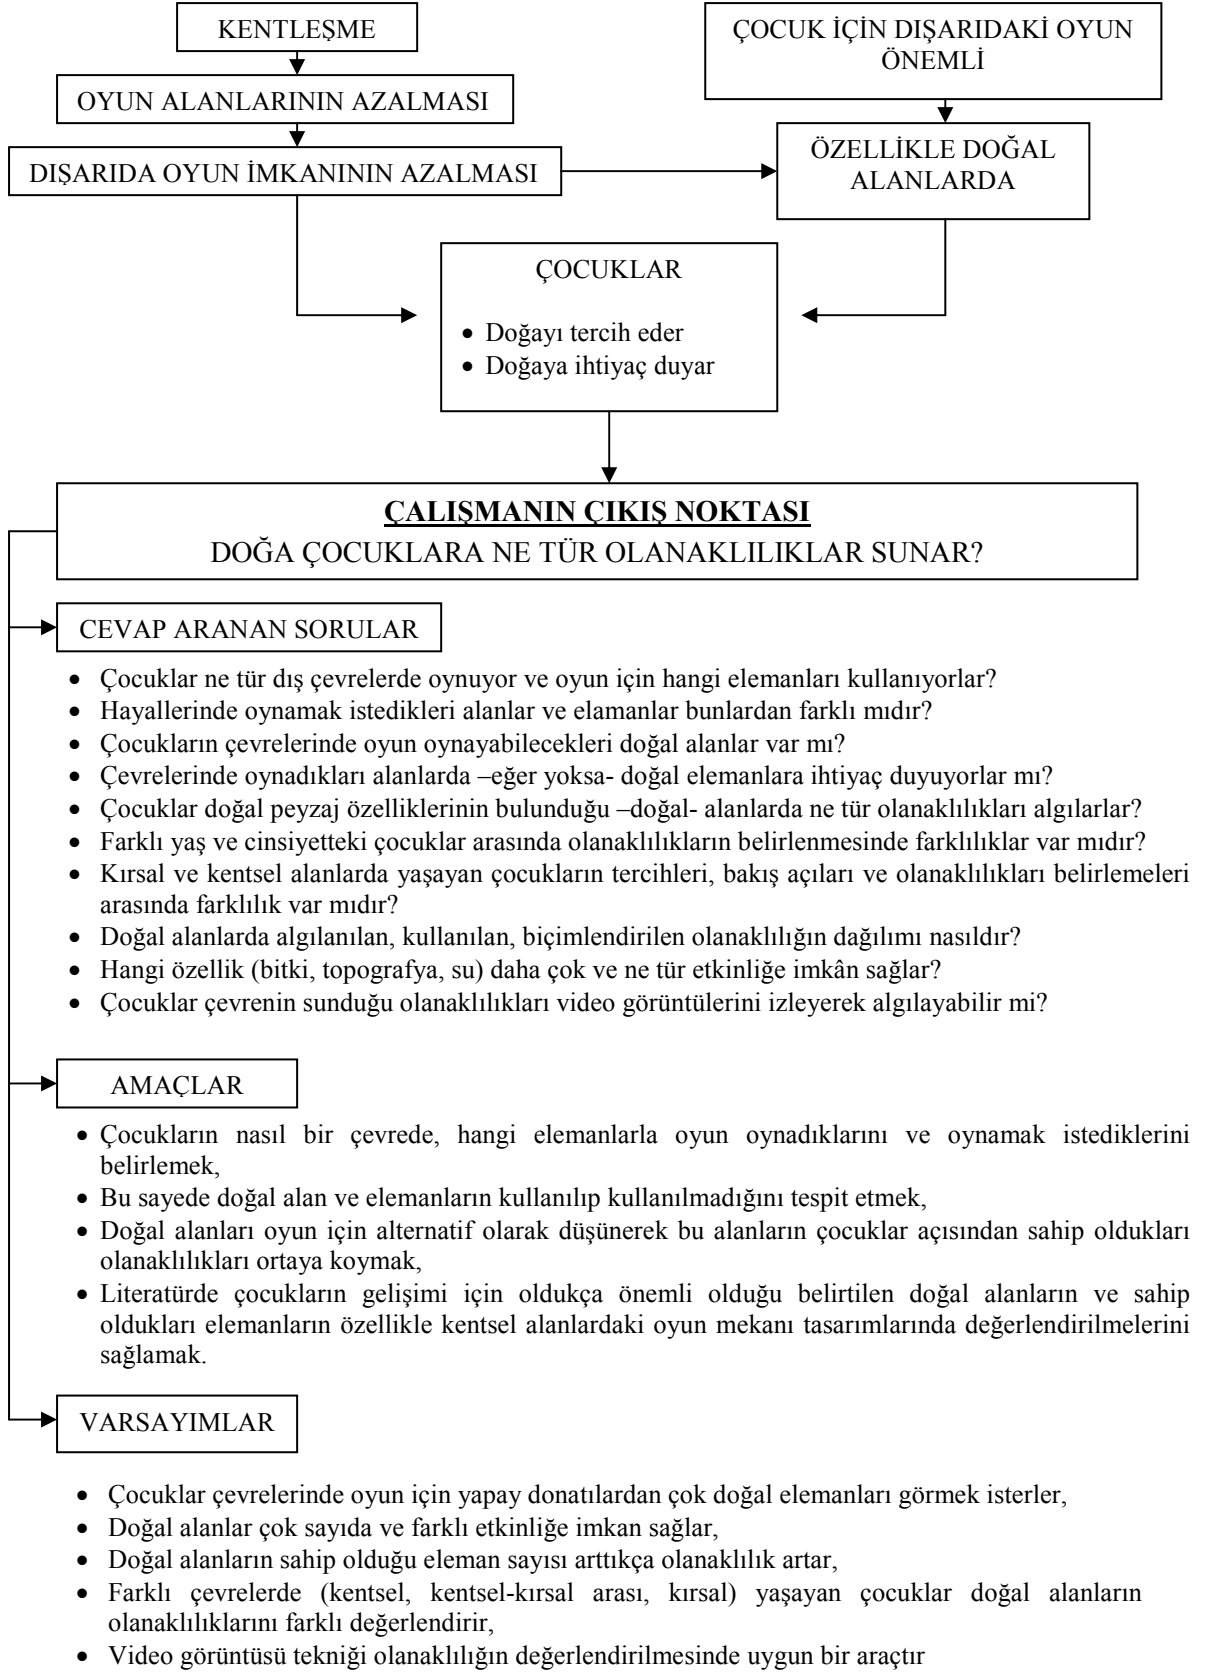 KENTLEŞME
OYUN ALANLARININ AZALMASI
DIŞARIDA OYUN İMKANININ AZALMASI
ÇOCUK İÇİN DIŞARIDAKİ OYUN
ÖNEMLİ
ÖZELLİKLE DOĞAL
ALANLARDA
ÇOCUKLAR
• Doğayı tercih eder
• Doğaya ihtiyaç duyar
ÇALIŞMANIN ÇIKIŞ NOKTASI
DOĞA ÇOCUKLARA NE TÜR OLANAKLILIKLAR SUNAR?
CEVAP ARANAN SORULAR
• Çocuklar ne tür dış çevrelerde oynuyor ve oyun için hangi elemanları kullanıyorlar?
• Hayallerinde oynamak istedikleri alanlar ve elamanlar bunlardan farklı mıdır?
• Çocukların çevrelerinde oyun oynayabilecekleri doğal alanlar var mı?
• Çevrelerinde oynadıkları alanlarda –eğer yoksa- doğal elemanlara ihtiyaç duyuyorlar mı?
• Çocuklar doğal peyzaj özelliklerinin bulunduğu –doğal- alanlarda ne tür olanaklılıkları algılarlar?
• Farklı yaş ve cinsiyetteki çocuklar arasında olanaklılıkların belirlenmesinde farklılıklar var mıdır?
• Kırsal ve kentsel alanlarda yaşayan çocukların tercihleri, bakış açıları ve olanaklılıkları belirlemeleri
arasında farklılık var mıdır?
• Doğal alanlarda algılanılan, kullanılan, biçimlendirilen olanaklılığın dağılımı nasıldır?
• Hangi özellik (bitki, topografya, su) daha çok ve ne tür etkinliğe imkân sağlar?
• Çocuklar çevrenin sunduğu olanaklılıkları video görüntülerini izleyerek algılayabilir mi?
AMAÇLAR
• Çocukların nasıl bir çevrede, hangi elemanlarla oyun oynadıklarını ve oynamak istediklerini
belirlemek,
• Bu sayede doğal alan ve elemanların kullanılıp kullanılmadığını tespit etmek,
• Doğal alanları oyun için alternatif olarak düşünerek bu alanların çocuklar açısından sahip oldukları
olanaklılıkları ortaya koymak,
• Literatürde çocukların gelişimi için oldukça önemli olduğu belirtilen doğal alanların ve sahip
oldukları elemanların özellikle kentsel alanlardaki oyun mekanı tasarımlarında değerlendirilmelerini
sağlamak.
VARSAYIMLAR
• Çocuklar çevrelerinde oyun için yapay donatılardan çok doğal elemanları görmek isterler,
• Doğal alanlar çok sayıda ve farklı etkinliğe imkan sağlar,
• Doğal alanların sahip olduğu eleman sayısı arttıkça olanaklılık artar,
• Farklı çevrelerde (kentsel, kentsel-kırsal arası, kırsal) yaşayan çocuklar doğal alanların
olanaklılıklarını farklı değerlendirir,
• Video görüntüsü tekniği olanaklılığın değerlendirilmesinde uygun bir araçtır